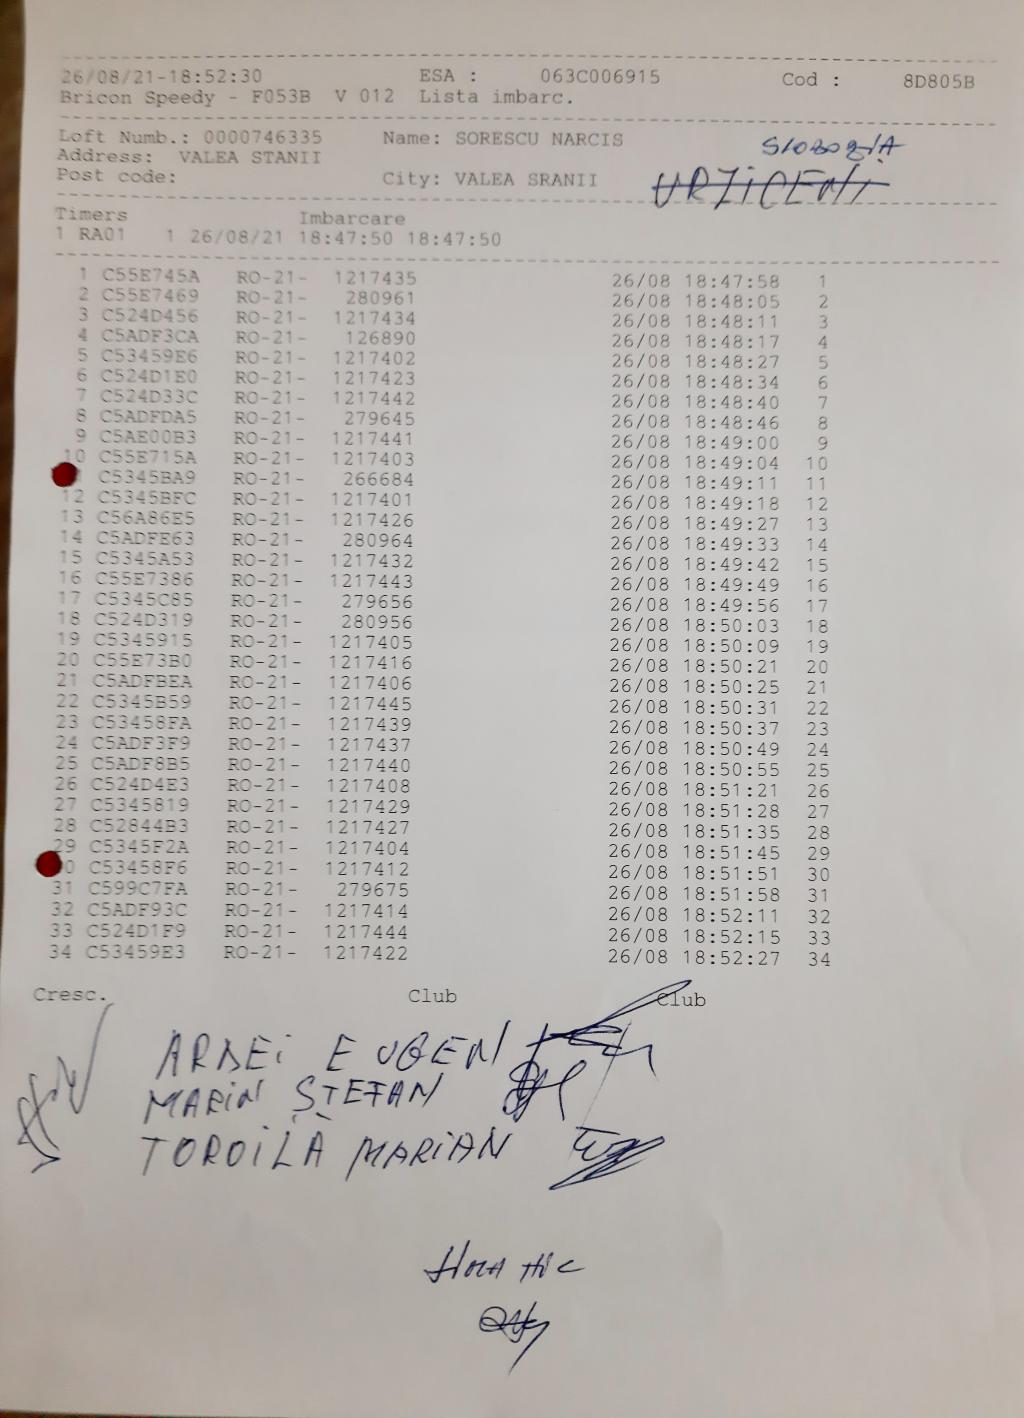 26/08/21-18:52:30 ESA : 063C006915 Cod : 8D805B
Bricon Speedy - F053B V 012 Lista imbarc.
Loft Numb.: 0000746335 Name: SORESCU NARCIS
SLOBOZIA
Address: VALEA STANII
Post code: City: VALEA SRANII URZICENI
Timers Imbarcare
1 RA01 1 26/08/21 18:47:50 18:47:50
1 C55E745A RO-21- 1217435 26/08 18:47:58 1
2 C55E7469 RO-21- 280961 26/08 18:48:05 2
3 C524D456 RO-21- 1217434 26/08 18:48:11 3
4 C5ADF3CA RO-21- 126890 26/08 18:48:17 4
5 C53459E6 RO-21- 1217402 26/08 18:48:27 5
6 C524D1E0 RO-21- 1217423 26/08 18:48:34 6
7 C524D33C RO-21- 1217442 26/08 18:48:40 7
8 C5ADFDA5 RO-21- 279645 26/08 18:48:46 8
9 C5AE00B3 RO-21- 1217441 26/08 18:49:00 9
10 C55E715A RO-21- 1217403 26/08 18:49:04 10
C5345BA9 RO-21- 266684 26/08 18:49:11 11
12 C5345BFC RO-21- 1217401 26/08 18:49:18 12
13 C56A86E5 RO-21- 1217426 26/08 18:49:27 13
14 C5ADFE63 RO-21- 280964 26/08 18:49:33 14
15 C5345A53 RO-21- 1217432 26/08 18:49:42 15
16 C55E7386 RO-21- 1217443 26/08 18:49:49 16
17 C5345C85 RO-21- 279656 26/08 18:49:56 17
18 C524D319 RO-21- 280956 26/08 18:50:03 18
19 C5345915 RO-21- 1217405 26/08 18:50:09 19
20 C55E73B0 RO-21- 1217416 26/08 18:50:21 20
21 C5ADFBEA RO-21- 1217406 26/08 18:50:25 21
22 C5345B59 RO-21- 1217445 26/08 18:50:31 22
23 C53458FA RO-21- 1217439 26/08 18:50:37 23
24 C5ADF3F9 RO-21- 1217437 26/08 18:50:49 24
25 C5ADF8B5 RO-21- 1217440 26/08 18:50:55 25
26 C524D4E3 RO-21- 1217408 26/08 18:51:21 26
27 C5345819 RO-21- 1217429 26/08 18:51:28 27
28 C52844B3 RO-21- 1217427 26/08 18:51:35 28
29 C5345F2A RO-21- 1217404 26/08 18:51:45 29
0 C53458F6 RO-21- 1217412 26/08 18:51:51 30
31 C599C7FA RO-21- 279675 26/08 18:51:58 31
32 C5ADF93C RO-21- 1217414 26/08 18:52:11 32
33 C524D1F9 RO-21- 1217444 26/08 18:52:15 33
34 C53459E3 RO-21- 1217422 26/08 18:52:27 34
Cresc. Club Club
ARDEI EUGEN
MARIN ȘTEFAN
TOROILĂ MARIAN